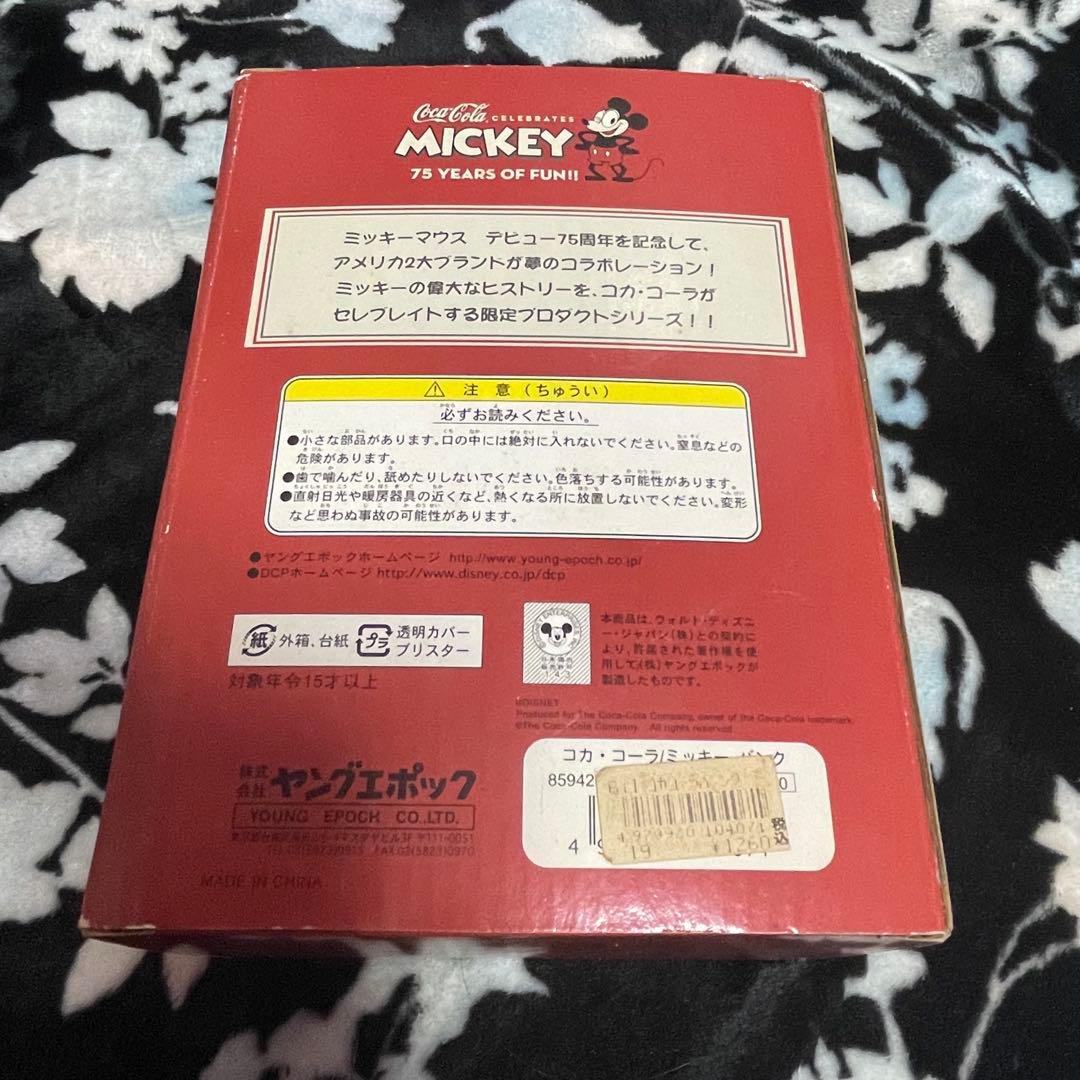 Coca-Cola CELEBRATES
MICKEY
75 YEARS OF FUN!!
ミッキーマウス デビュー75周年を記念して、
アメリカ2大ブランドが夢のコラボレーション!
ミッキーの偉大なヒストリーを、コカ・コーラが
セレブレイトする限定プロダクトシリーズ!!
⚠ 注意(ちゅうい)
必ずお読みください。
●小さな部品があります。口の中には絶対に入れないでください。窒息などの
危険があります。
●歯で噛んだり、舐めたりしないでください。色落ちする可能性があります。
●直射日光や暖房器具の近くなど、熱くなる所に放置しないでください。変形
など思わぬ事故の可能性があります。
●ヤングエポックホームページ http://www.young-epoch.co.jp/
●DCPホームページ http://www.disney.co.jp/dcp
紙 外箱、台紙 プラ 透明カバー
ブリスター
対象年令15才以上
本商品は、ウォルト・ディズニ
ー・ジャパン(株)との契約に
より、許諾された著作権を使
用して(株)ヤングエポックが
製造したものです。
©DISNEY
Produced for The Coca-Cola Company, owner of the Coca-Cola trademark.
©The Coca-Cola Company. All rights reserved.
株式会社 ヤングエポック
YOUNG EPOCH CO.,LTD.
〒111-0051
FAX.03(5823)0970
MADE IN CHINA
コカ・コーラ/ミッキー バンク
85942
税込
19 ¥1260